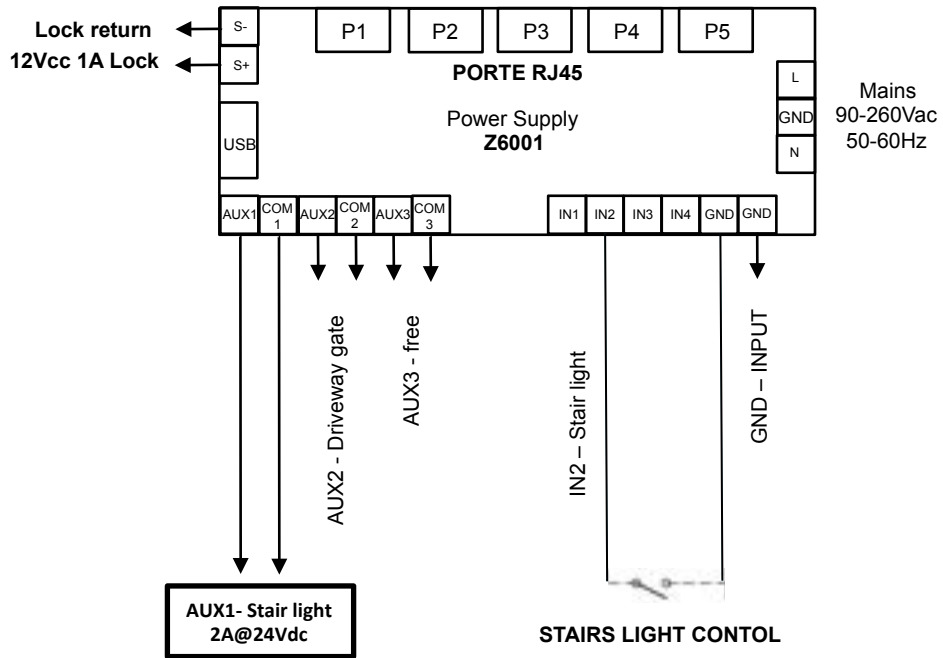 Lock return
12Vcc 1A Lock
S-
S+
USB
P1
P2
P3
P4
P5
PORTE RJ45
Power Supply
Z6001
L
GND
N
Mains
90-260Vac
50-60Hz
AUX1
COM
1
AUX2
COM
2
AUX3
COM
3
IN1
IN2
IN3
IN4
GND
GND
AUX2 - Driveway gate
AUX3 - free
IN2 – Stair light
GND – INPUT
AUX1- Stair light
2A@24Vdc
STAIRS LIGHT CONTOL